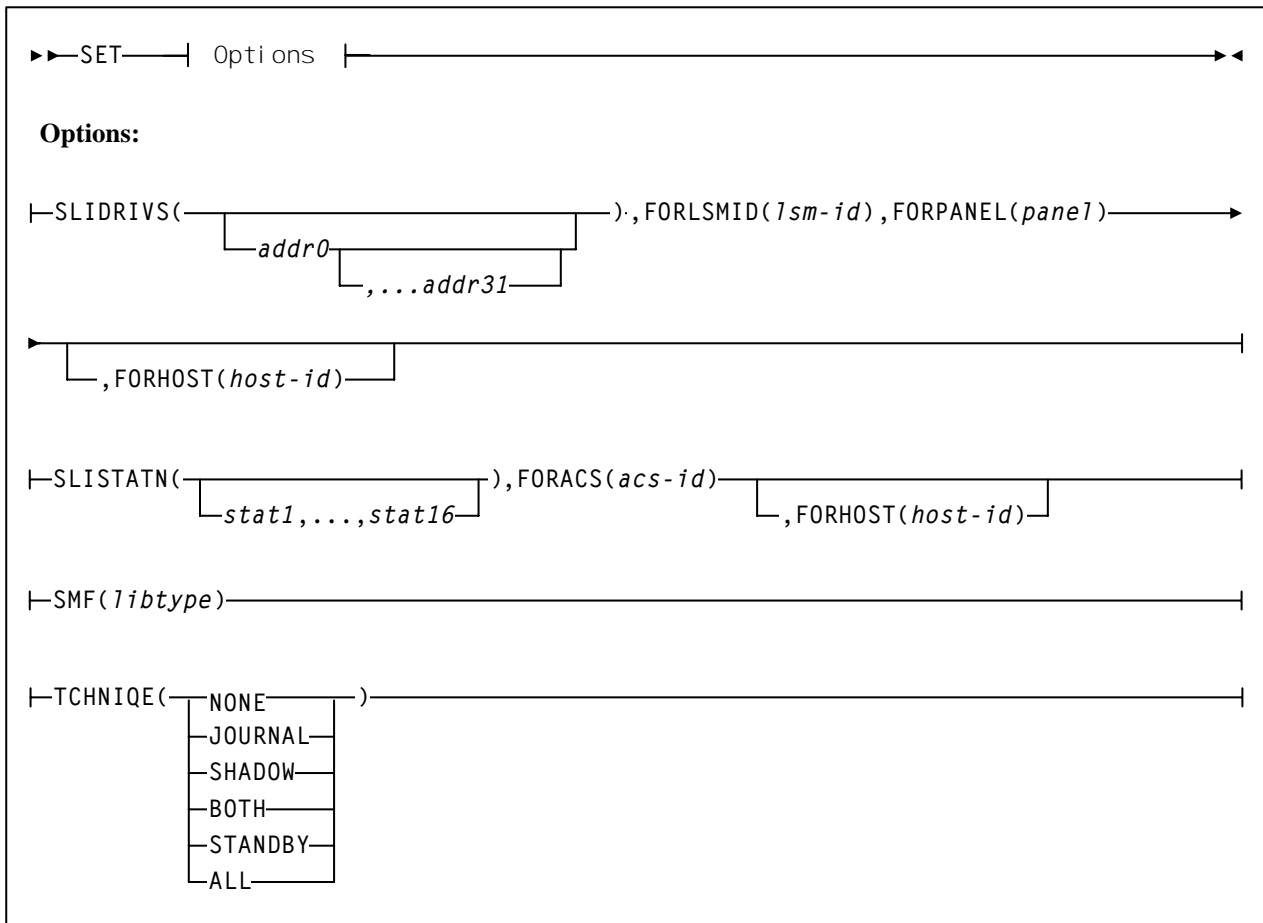 SET Options
Options:
SLIDRIVS( ),FORLSMID(lsm-id),FORPANEL(panel)
addr0
,...addr31
,FORHOST(host-id)
SLISTATN( ),FORACS(acs-id)
stat1,...,stat16
,FORHOST(host-id)
SMF(libtype)
TCHNIQE( NONE )
JOURNAL
SHADOW
BOTH
STANDBY
ALL